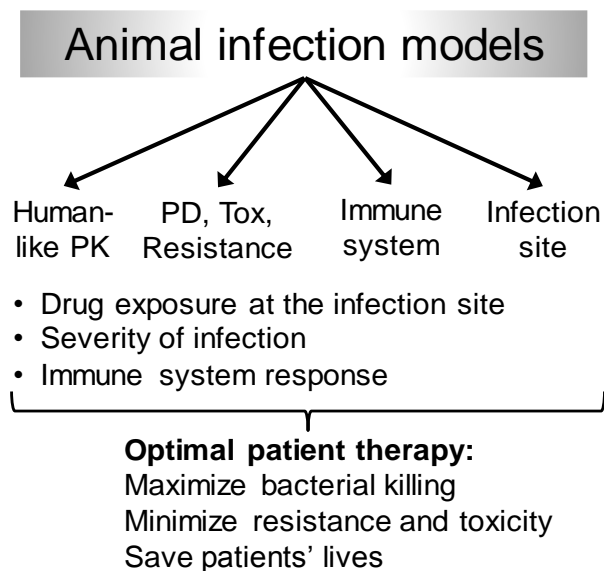 Animal infection models
Human-
like PK
PD, Tox,
Resistance
Immune
system
Infection
site
• Drug exposure at the infection site
• Severity of infection
• Immune system response
Optimal patient therapy:
Maximize bacterial killing
Minimize resistance and toxicity
Save patients' lives